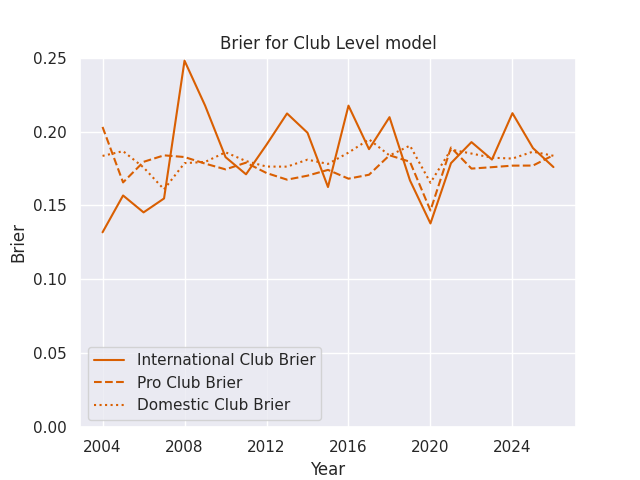 Brier for Club Level model
0.25
0.20
0.15
0.10
0.05
0.00
Brier
International Club Brier
Pro Club Brier
Domestic Club Brier
2004 2008 2012 2016 2020 2024
Year